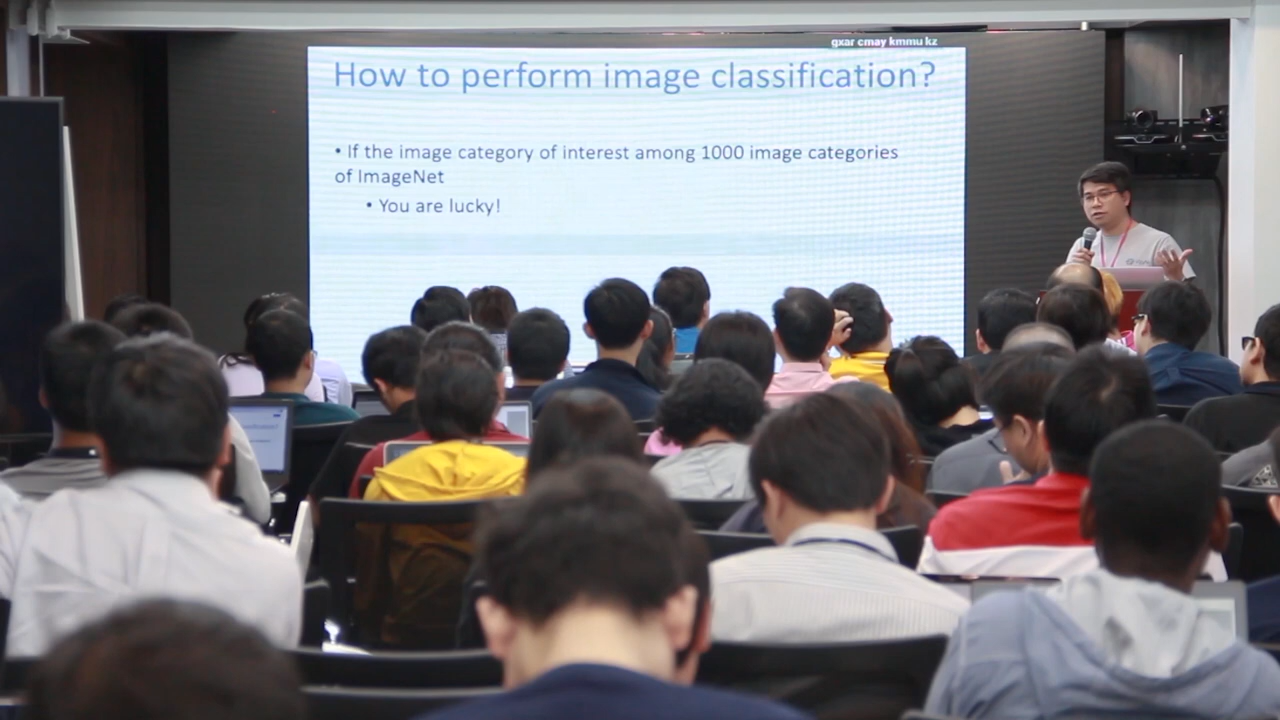 gxar cmay kmmu kz
How to perform image classification?
• If the image category of interest among 1000 image categories
of ImageNet
• You are lucky!